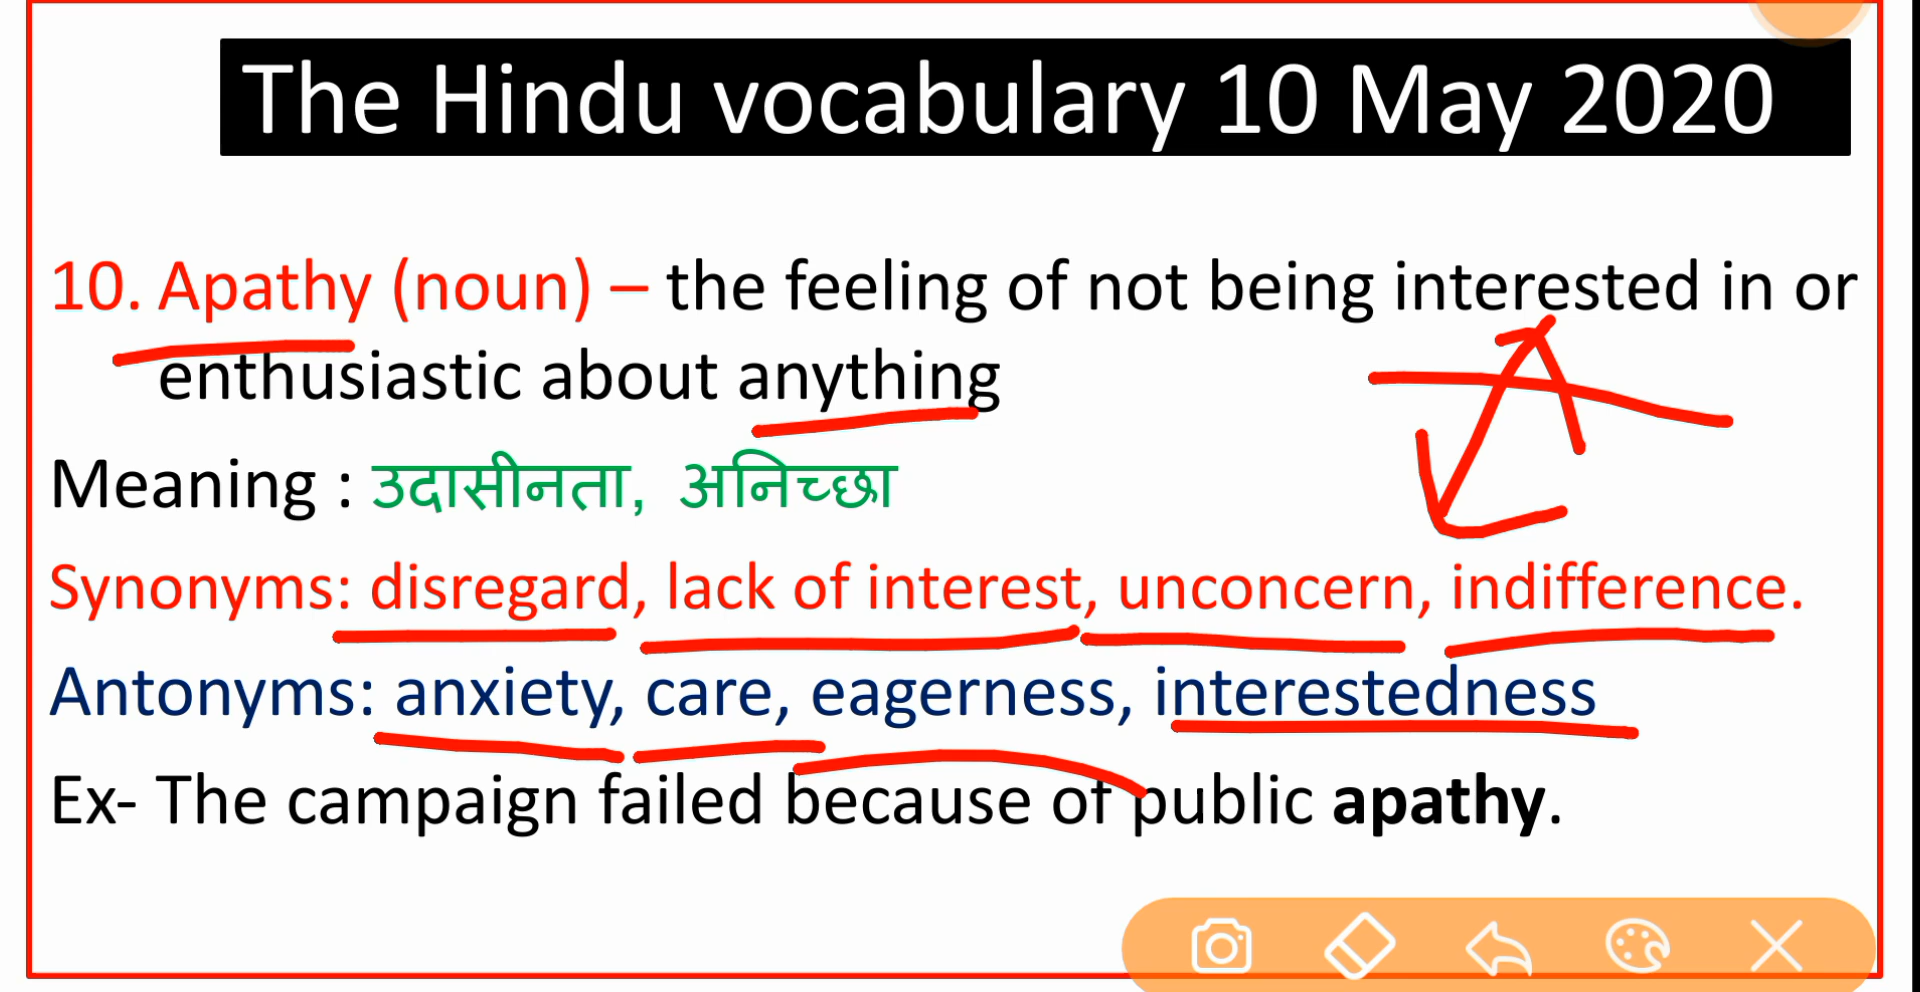 The Hindu vocabulary 10 May 2020
10. Apathy (noun) – the feeling of not being interested in or
enthusiastic about anything
Meaning : उदासीनता, अनिच्छा
Synonyms: disregard, lack of interest, unconcern, indifference.
Antonyms: anxiety, care, eagerness, interestedness
Ex- The campaign failed because of public apathy.